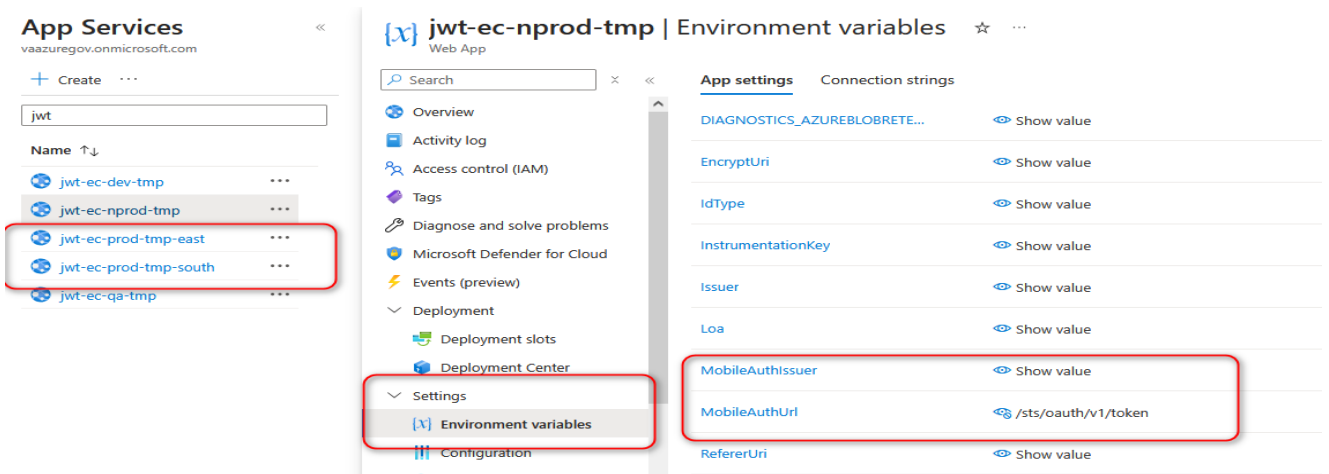 App Services «
vaazuregov.onmicrosoft.com
+ Create ···
jwt
Name ↑↓
jwt-ec-dev-tmp ···
jwt-ec-nprod-tmp ···
jwt-ec-prod-tmp-east ···
jwt-ec-prod-tmp-south ···
jwt-ec-qa-tmp ···
{x} jwt-ec-nprod-tmp | Environment variables ☆ ···
Web App
Search «
Overview
Activity log
Access control (IAM)
Tags
Diagnose and solve problems
Microsoft Defender for Cloud
Events (preview)
Deployment
Deployment slots
Deployment Center
Settings
{x} Environment variables
Configuration
App settings Connection strings
DIAGNOSTICS_AZUREBLOBRETE... Show value
EncryptUri Show value
IdType Show value
InstrumentationKey Show value
Issuer Show value
Loa Show value
MobileAuthIssuer Show value
MobileAuthUrl /sts/oauth/v1/token
RefererUri Show value